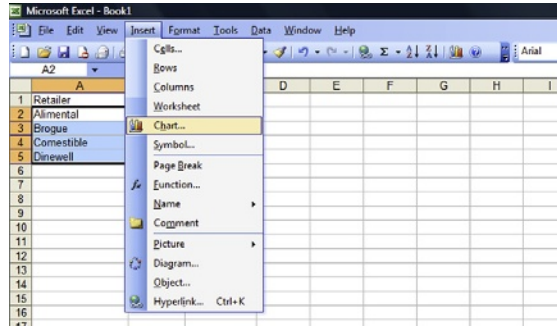 Microsoft Excel - Book1
File Edit View Insert Format Tools Data Window Help
Σ Arial
A2
A D E F G H I
1 Retailer
2 Alimental
3 Brogue
4 Comestible
5 Dinewell
6
7
8
9
10
11
12
13
14
15
16
17
Cells...
Rows
Columns
Worksheet
Chart...
Symbol...
Page Break
fx Function...
Name
Comment
Picture
Diagram...
Object...
Hyperlink... Ctrl+K